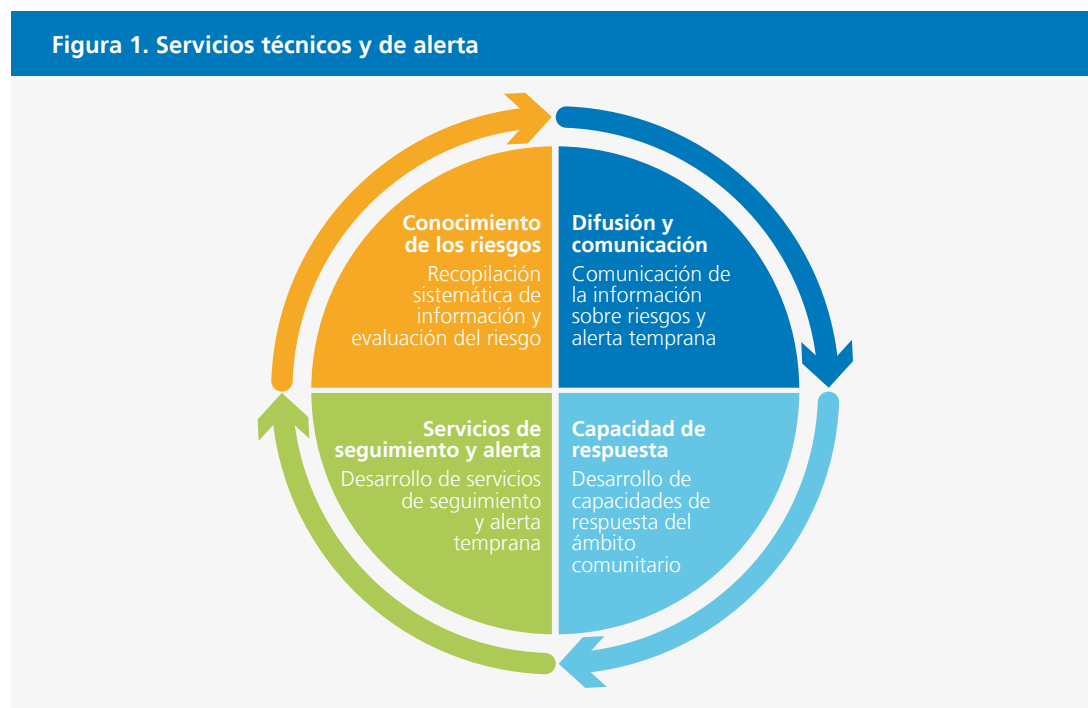 Figura 1. Servicios técnicos y de alerta
Conocimiento
de los riesgos
Recopilación
sistemática de
información y
evaluación del riesgo
Difusión y
comunicación
Comunicación de
la información
sobre riesgos y
alerta temprana
Servicios de
seguimiento y alerta
Desarrollo de servicios
de seguimiento
y alerta
temprana
Capacidad de
respuesta
Desarrollo de
capacidades de
respuesta del
ámbito
comunitario